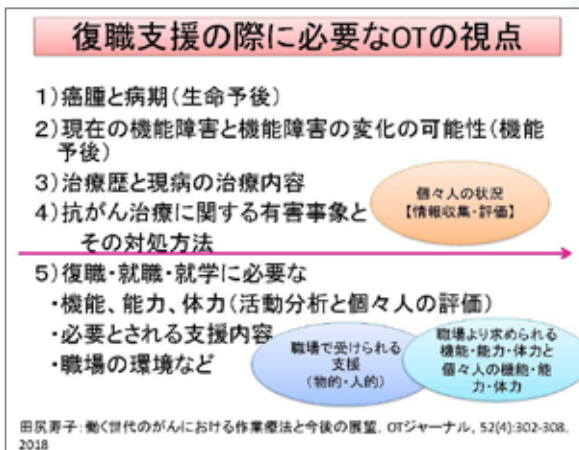 復職支援の際に必要なOTの視点
1)癌腫と病期(生命予後)
2)現在の機能障害と機能障害の変化の可能性(機能
予後)
3)治療歴と現病の治療内容
4)抗がん治療に関する有害事象と
その対処方法
個々人の状況
【情報収集・評価】
5)復職・就職・就学に必要な
・機能、能力、体力(活動分析と個々人の評価)
・必要とされる支援内容
・職場の環境など
職場で受けられる
支援
(物的・人的)
職場より求められる
機能・能力・体力と
個々人の機能・能
力・体力
田尻寿子:働く世代のがんにおける作業療法と今後の展望. OTジャーナル, 52(4):302-308,
2018